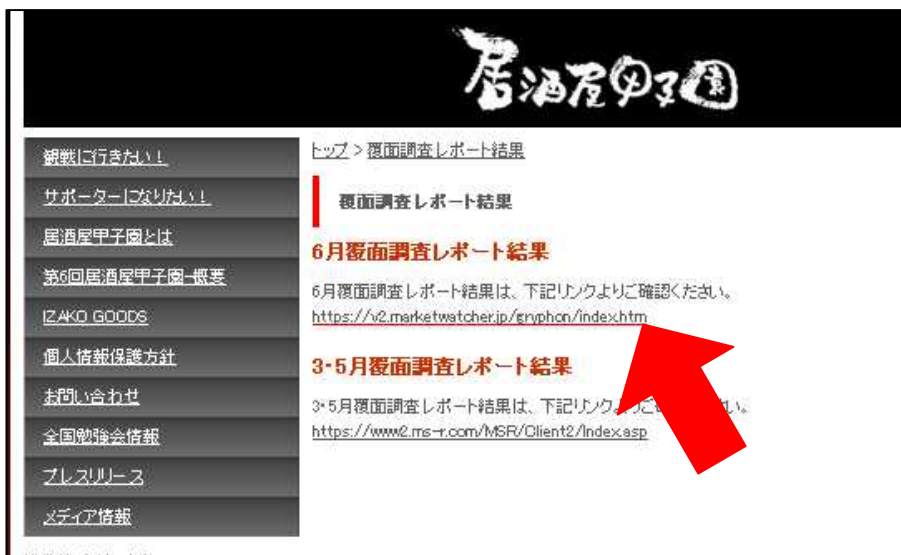 居酒屋甲子園
観戦に行きたい！
サポーターになりたい！
居酒屋甲子園とは
第6回居酒屋甲子園-概要
IZAKO GOODS
個人情報保護方針
お問い合わせ
全国勉強会情報
プレスリリース
メディア情報
トップ > 覆面調査レポート結果
覆面調査レポート結果
6月覆面調査レポート結果
6月覆面調査レポート結果は、下記リンクよりご確認ください。
https://v2.marketwatcher.jp/gryphon/index.htm
3・5月覆面調査レポート結果
3・5月覆面調査レポート結果は、下記リンクよりご さい。
https://www2.ms-r.com/MSR/Client2/Index.asp